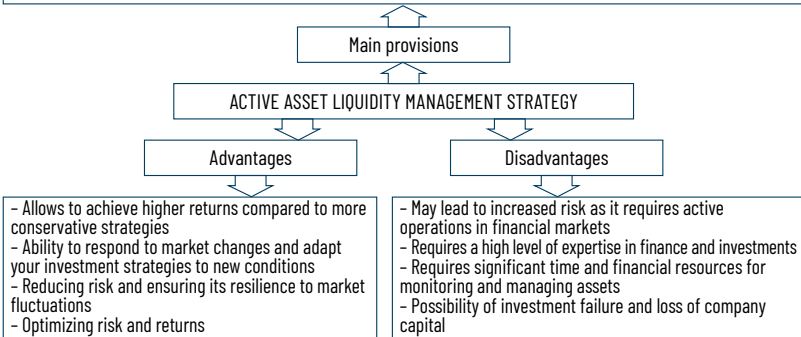 Main provisions
ACTIVE ASSET LIQUIDITY MANAGEMENT STRATEGY
Advantages
Disadvantages
– Allows to achieve higher returns compared to more
conservative strategies
– Ability to respond to market changes and adapt
your investment strategies to new conditions
– Reducing risk and ensuring its resilience to market
fluctuations
– Optimizing risk and returns
– May lead to increased risk as it requires active
operations in financial markets
– Requires a high level of expertise in finance and investments
– Requires significant time and financial resources for
monitoring and managing assets
– Possibility of investment failure and loss of company
capital